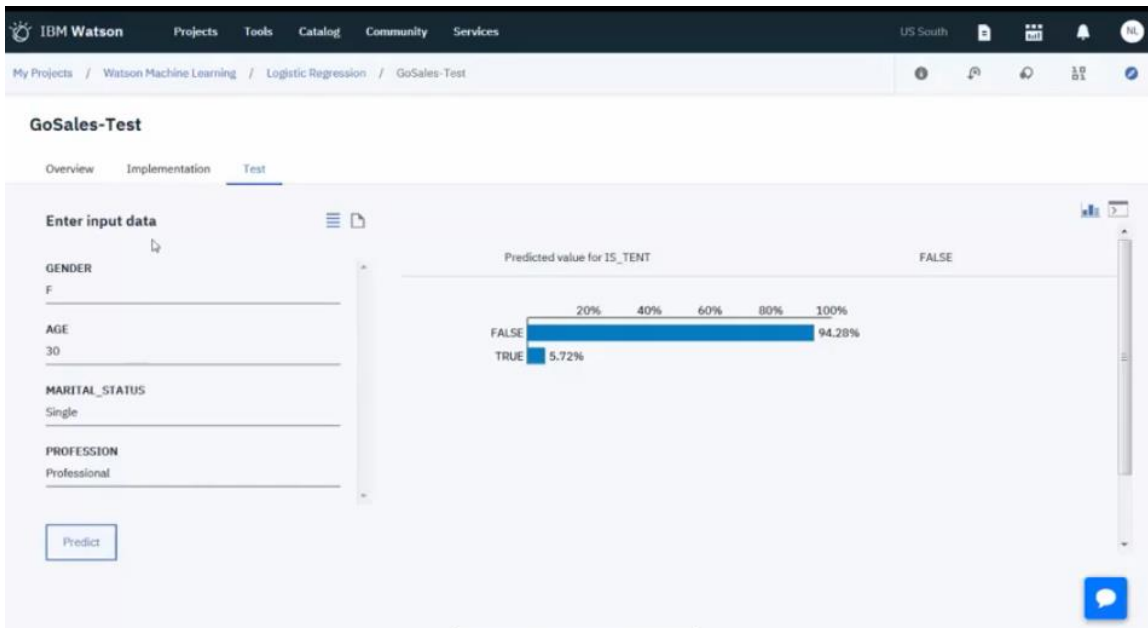 IBM Watson Projects Tools Catalog Community Services US South NL
My Projects / Watson Machine Learning / Logistic Regression / GoSales-Test
GoSales-Test
Overview Implementation Test
Enter input data
GENDER
F
AGE
30
MARITAL_STATUS
Single
PROFESSION
Professional
Predict
Predicted value for IS_TENT FALSE
20% 40% 60% 80% 100%
FALSE 94.28%
TRUE 5.72%